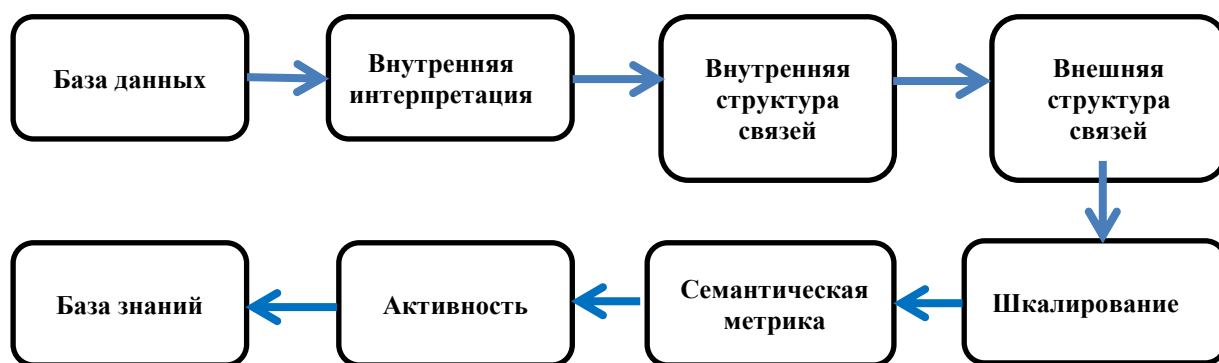 База данных
Внутренняя
интерпретация
Внутренняя
структура
связей
Внешняя
структура
связей
База знаний
Активность
Семантическая
метрика
Шкалирование